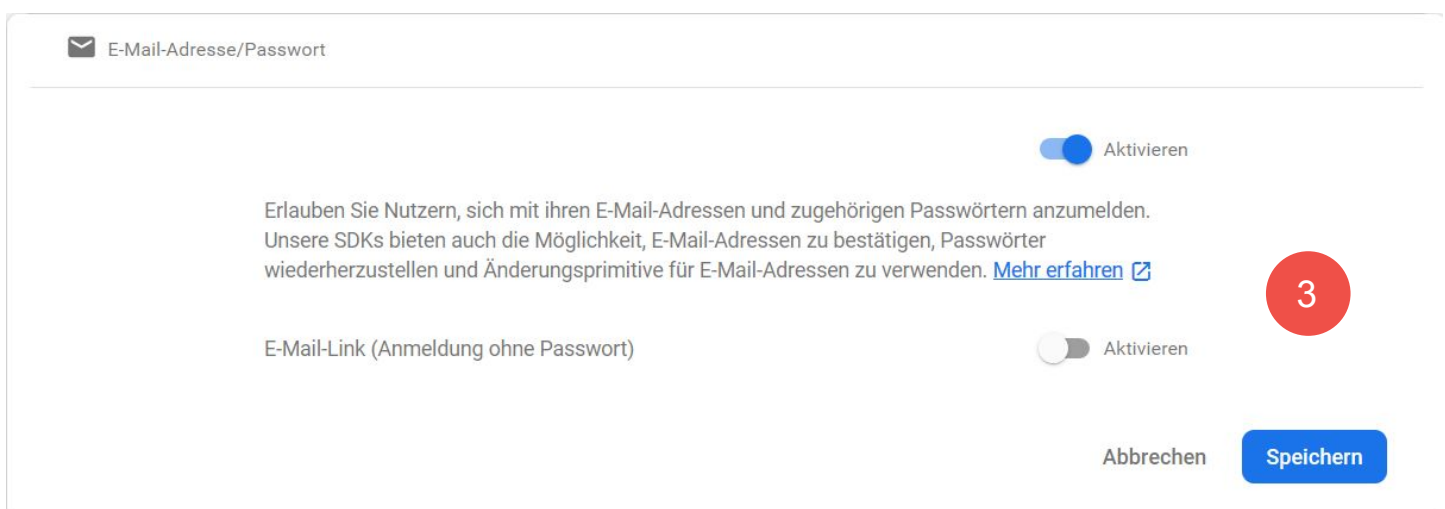 E-Mail-Adresse/Passwort
Aktivieren
Erlauben Sie Nutzern, sich mit ihren E-Mail-Adressen und zugehörigen Passwörtern anzumelden.
Unsere SDKs bieten auch die Möglichkeit, E-Mail-Adressen zu bestätigen, Passwörter
wiederherzustellen und Änderungsprimitive für E-Mail-Adressen zu verwenden. Mehr erfahren
3
E-Mail-Link (Anmeldung ohne Passwort)
Aktivieren
Abbrechen
Speichern